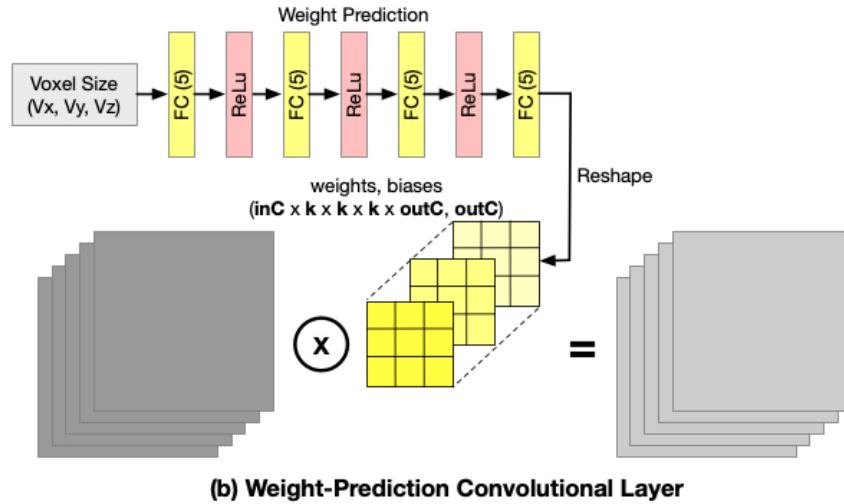 Weight Prediction
Voxel Size
(Vx, Vy, Vz)
FC (5)
ReLu
FC (5)
ReLu
FC (5)
ReLu
FC (5)
Reshape
weights, biases
(inC x k x k x k x outC, outC)
x
=
(b) Weight-Prediction Convolutional Layer